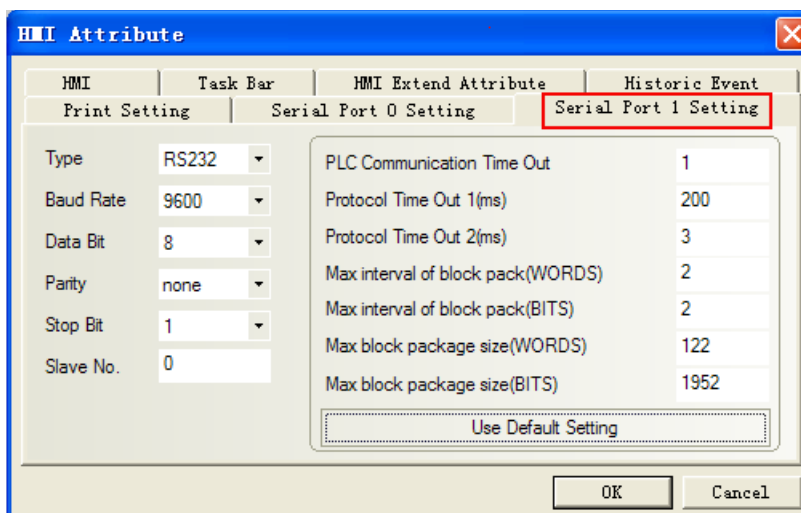 HMI Attribute
HMI
Task Bar
HMI Extend Attribute
Historic Event
Print Setting
Serial Port 0 Setting
Serial Port 1 Setting
Type
RS232
Baud Rate
9600
Data Bit
8
Parity
none
Stop Bit
1
Slave No.
0
PLC Communication Time Out
1
Protocol Time Out 1(ms)
200
Protocol Time Out 2(ms)
3
Max interval of block pack(WORDS)
2
Max interval of block pack(BITS)
2
Max block package size(WORDS)
122
Max block package size(BITS)
1952
Use Default Setting
OK
Cancel